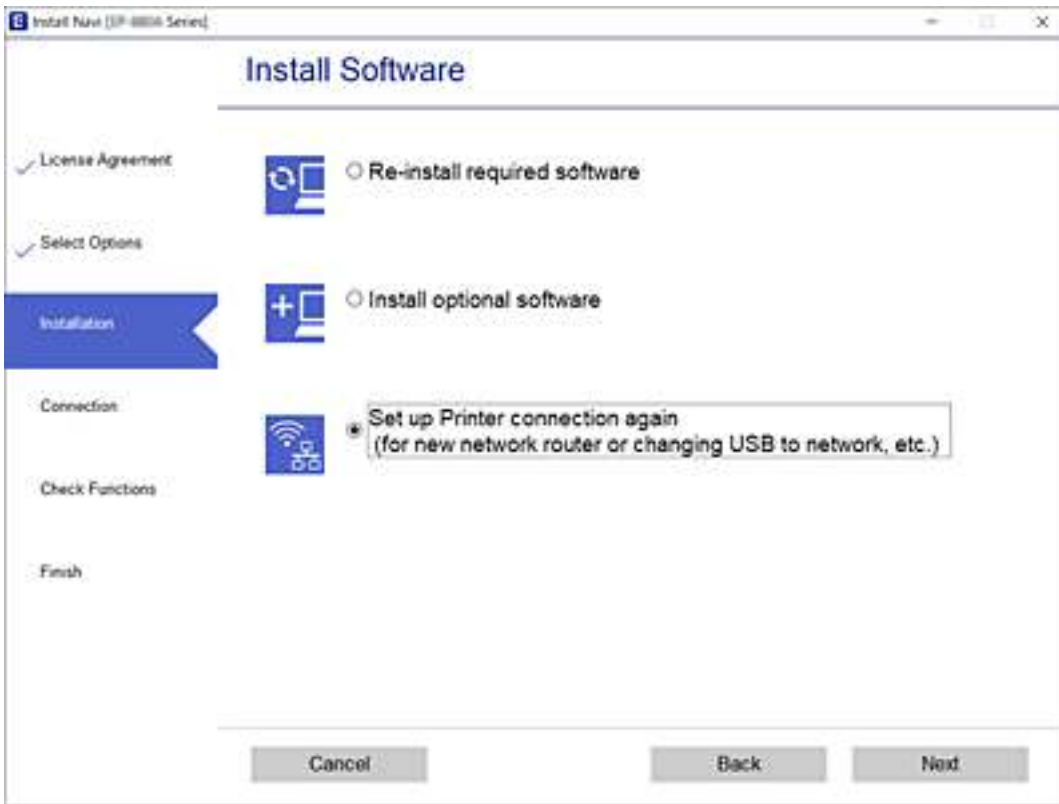 E Install Navi [EP- Series]
Install Software
License Agreement
Select Options
Installation
Connection
Check Functions
Finish
Re-install required software
Install optional software
Set up Printer connection again
(for new network router or changing USB to network, etc.)
Cancel Back Next